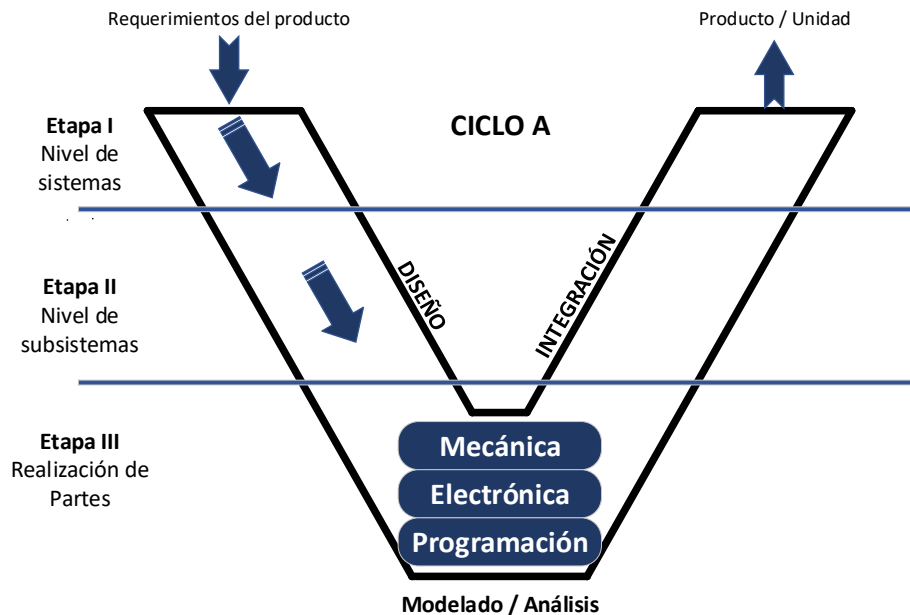 Requerimientos del producto
Producto / Unidad
CICLO A
Etapa I
Nivel de
sistemas
DISEÑO
INTEGRACIÓN
Etapa II
Nivel de
subsistemas
Etapa III
Realización de
Partes
Mecánica
Electrónica
Programación
Modelado / Análisis